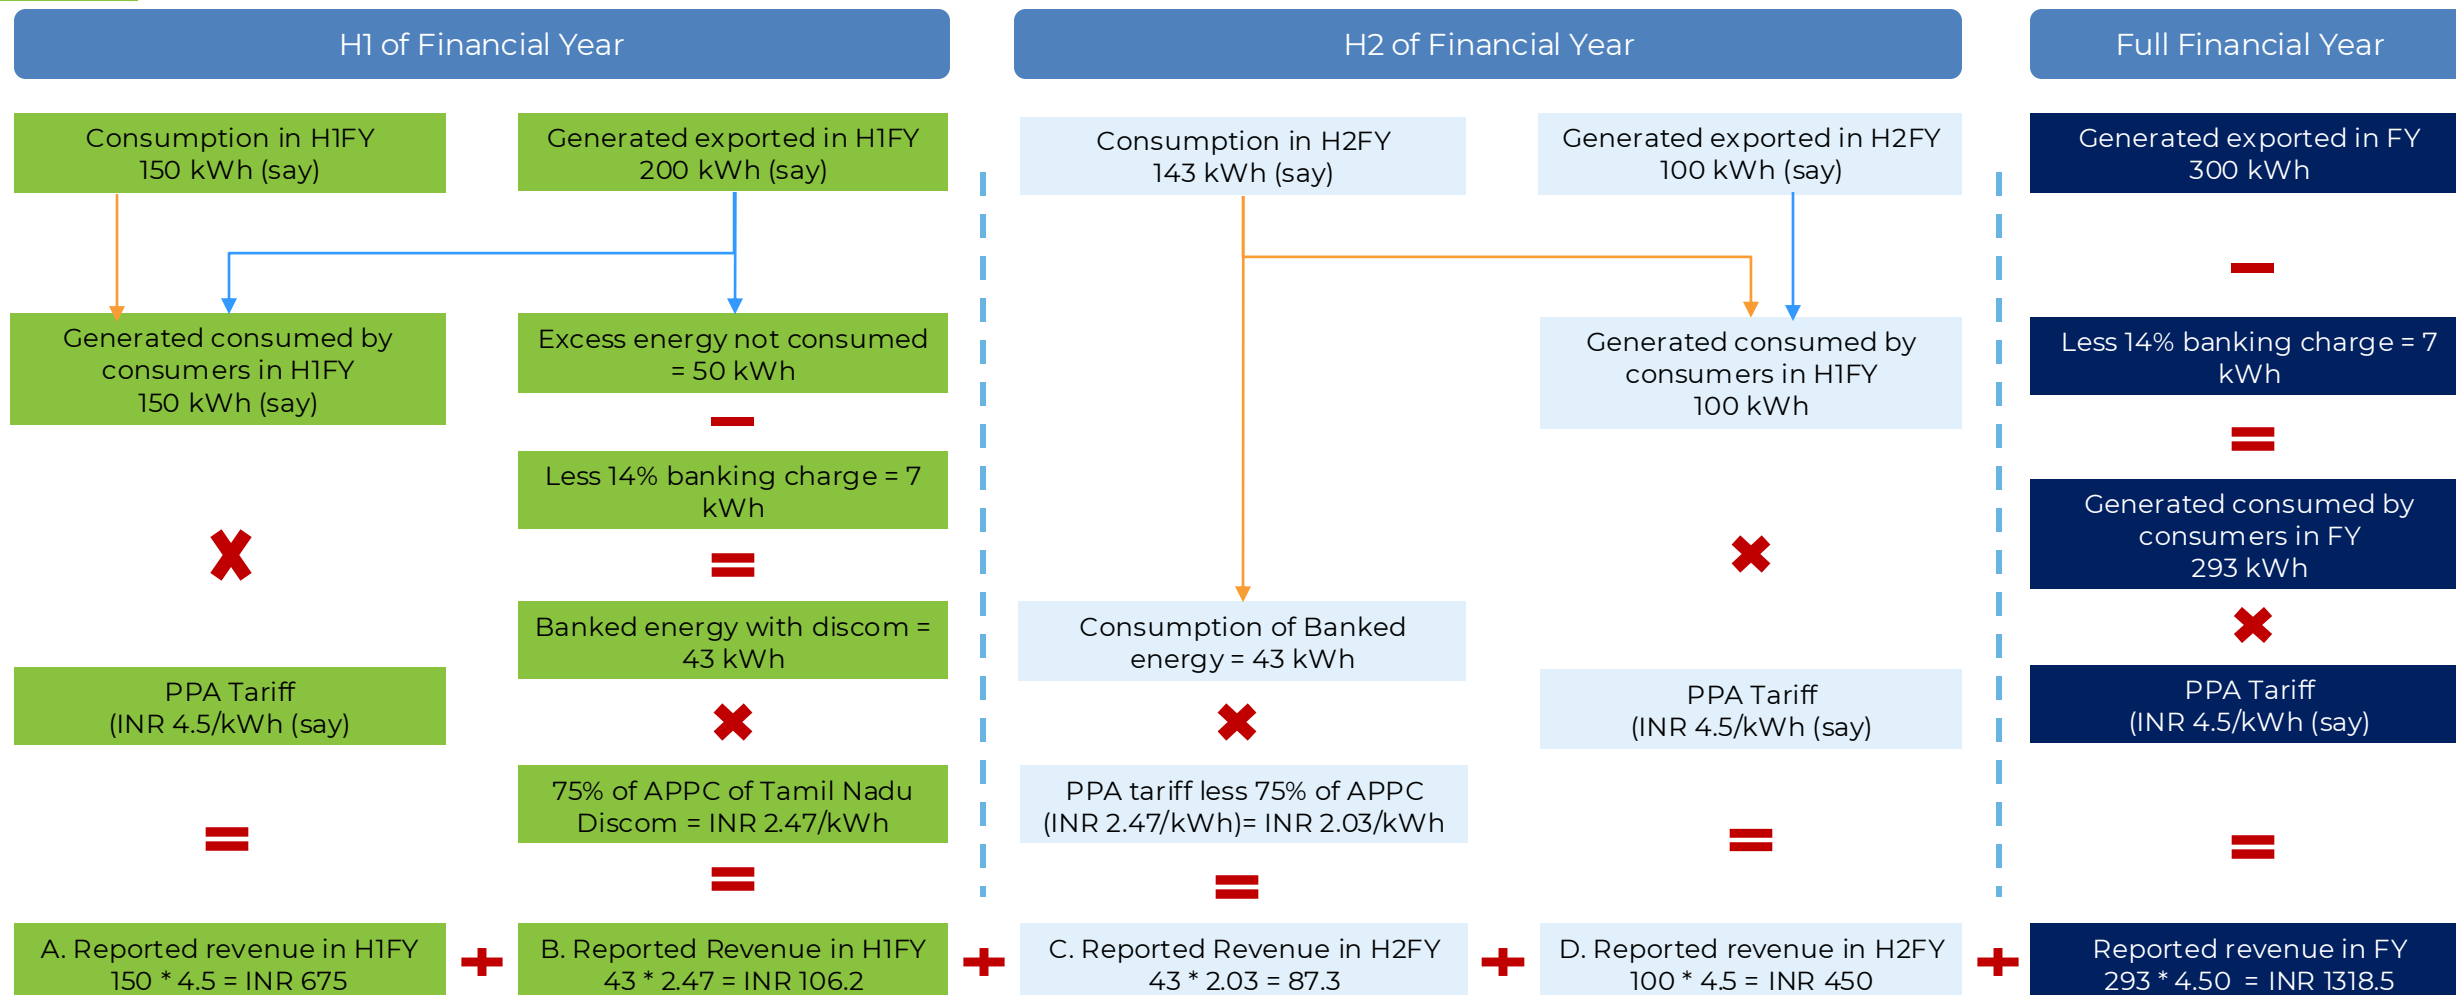 H1 of Financial Year
H2 of Financial Year
Full Financial Year
Consumption in H1FY
150 kWh (say)
Generated exported in H1FY
200 kWh (say)
Consumption in H2FY
143 kWh (say)
Generated exported in H2FY
100 kWh (say)
Generated exported in FY
300 kWh
Generated consumed by
consumers in H1FY
150 kWh (say)
Excess energy not consumed
= 50 kWh
Generated consumed by
consumers in H1FY
100 kWh
Less 14% banking charge = 7
kWh
Less 14% banking charge = 7
kWh
Generated consumed by
consumers in FY
293 kWh
Banked energy with discom =
43 kWh
Consumption of Banked
energy = 43 kWh
PPA Tariff
(INR 4.5/kWh (say)
PPA Tariff
(INR 4.5/kWh (say)
PPA Tariff
(INR 4.5/kWh (say)
75% of APPC of Tamil Nadu
Discom = INR 2.47/kWh
PPA tariff less 75% of APPC
(INR 2.47/kWh)= INR 2.03/kWh
A. Reported revenue in H1FY
150 * 4.5 = INR 675
B. Reported Revenue in H1FY
43 * 2.47 = INR 106.2
C. Reported Revenue in H2FY
43 * 2.03 = 87.3
D. Reported revenue in H2FY
100 * 4.5 = INR 450
Reported revenue in FY
293 * 4.50 = INR 1318.5